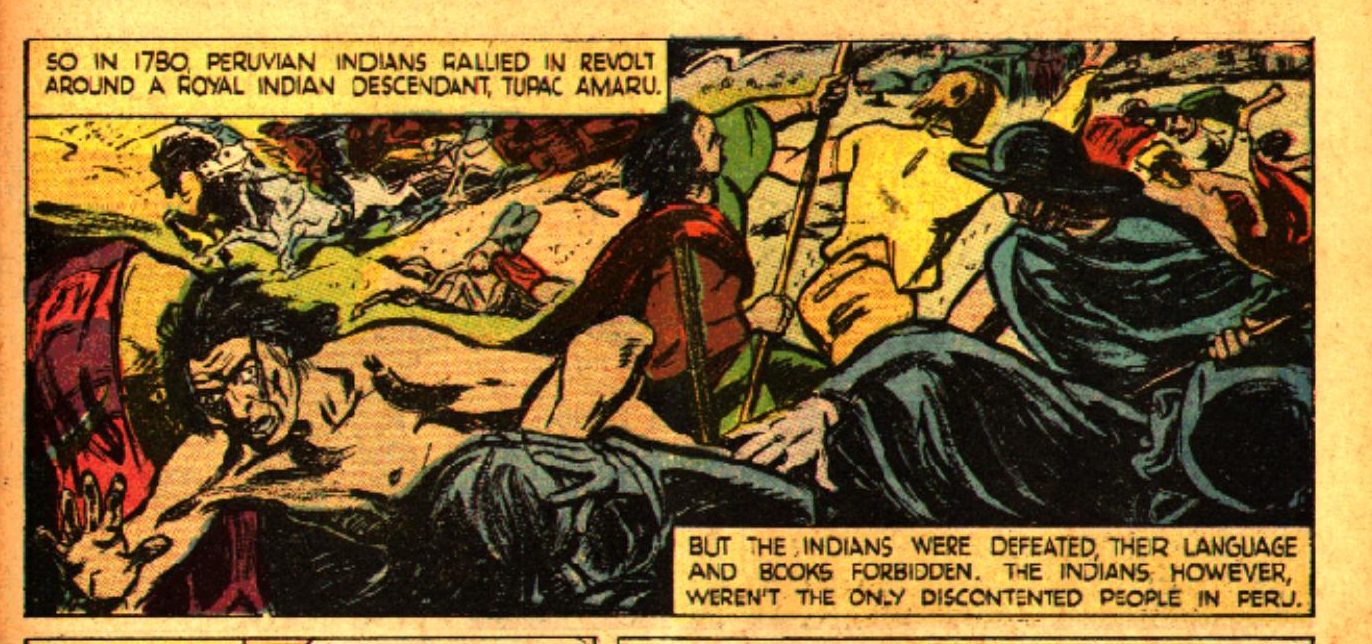 SO IN 1780, PERUVIAN INDIANS RALLIED IN REVOLT
AROUND A ROYAL INDIAN DESCENDANT, TUPAC AMARU.
BUT THE INDIANS WERE DEFEATED, THEIR LANGUAGE
AND BOOKS FORBIDDEN. THE INDIANS, HOWEVER,
WEREN'T THE ONLY DISCONTENTED PEOPLE IN PERU.